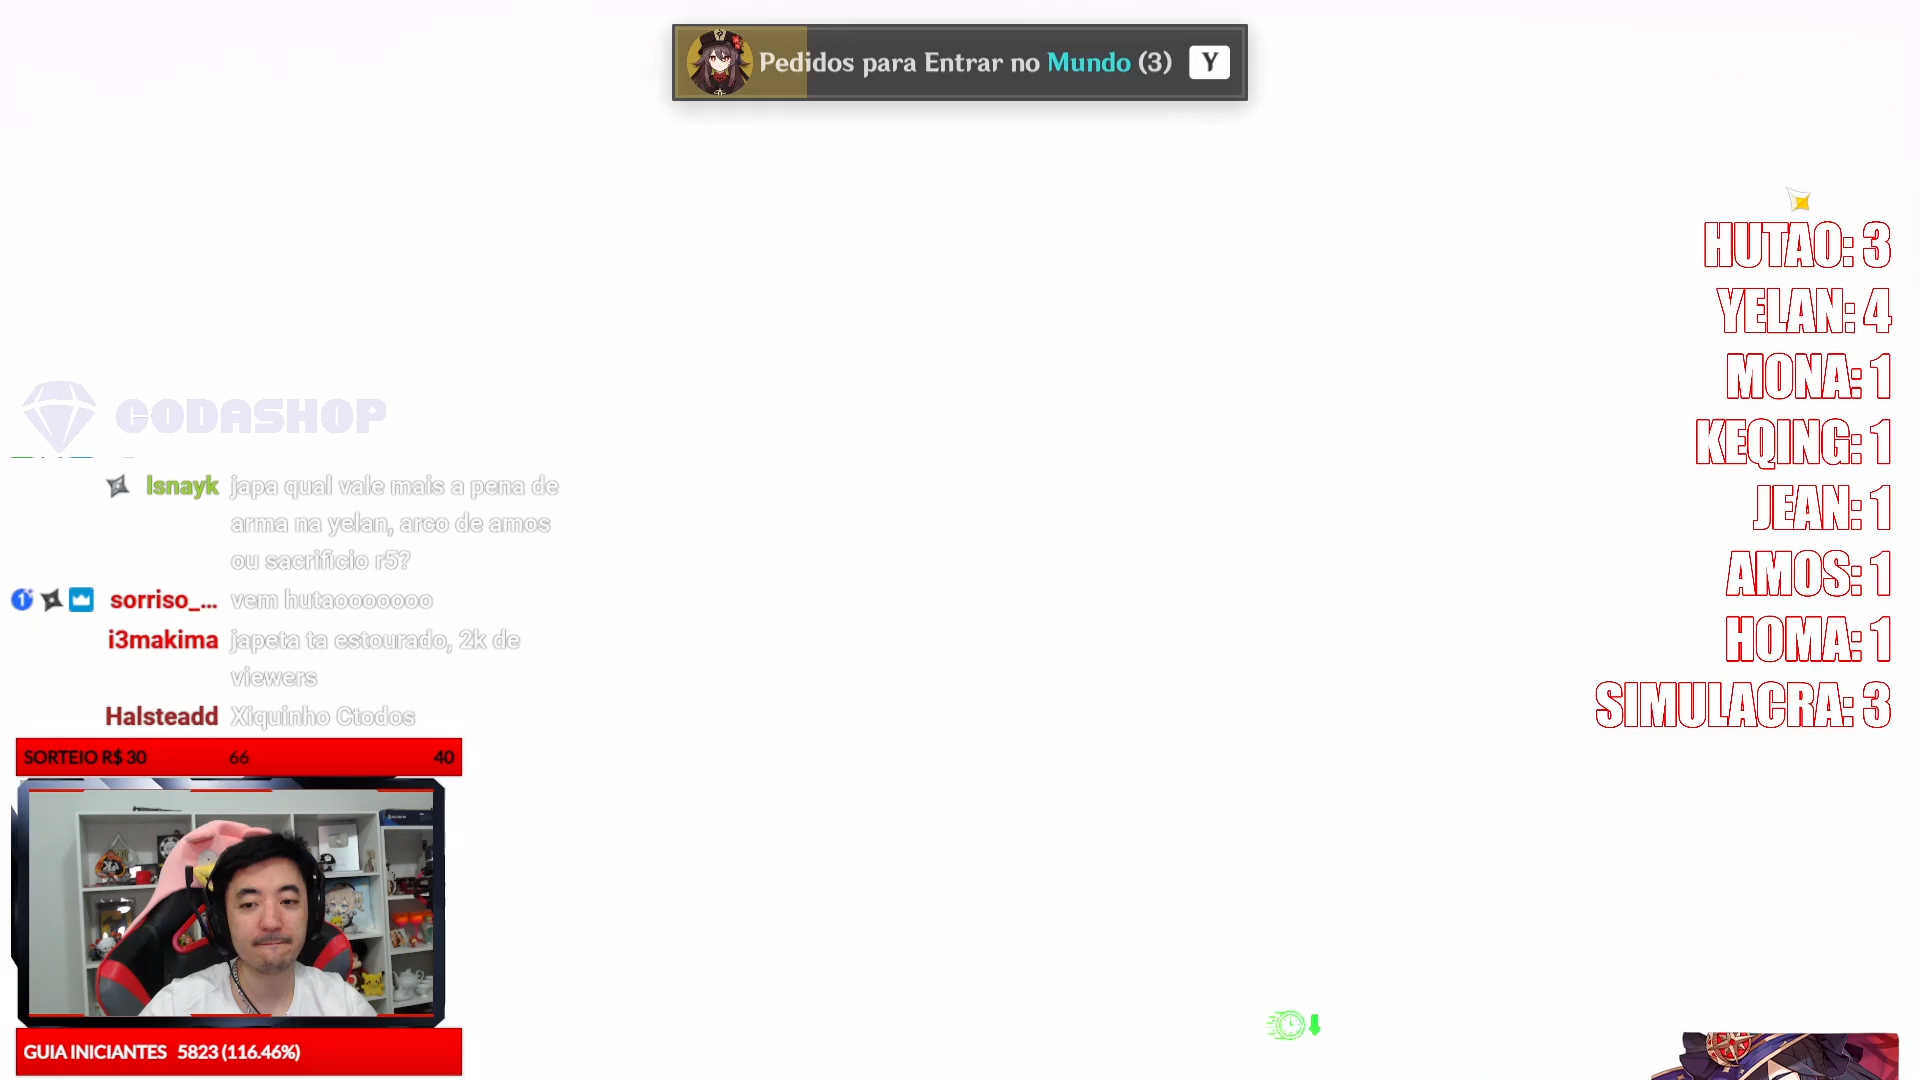 Pedidos para Entrar no Mundo (3) Y
HUTAO: 3
YELAN: 4
MONA: 1
KEQING: 1
JEAN: 1
AMOS: 1
HOMA: 1
SIMULACRA: 3
CODASHOP
lsnayk japa qual vale mais a pena de
arma na yelan, arco de amos
ou sacrificio r5?
1 sorriso_... vem hutaooooooo
i3makima japeta ta estourado, 2k de
viewers
Halsteadd Xiquinho Ctodos
SORTEIO R$ 30 66 40
GUIA INICIANTES 5823 (116.46%)